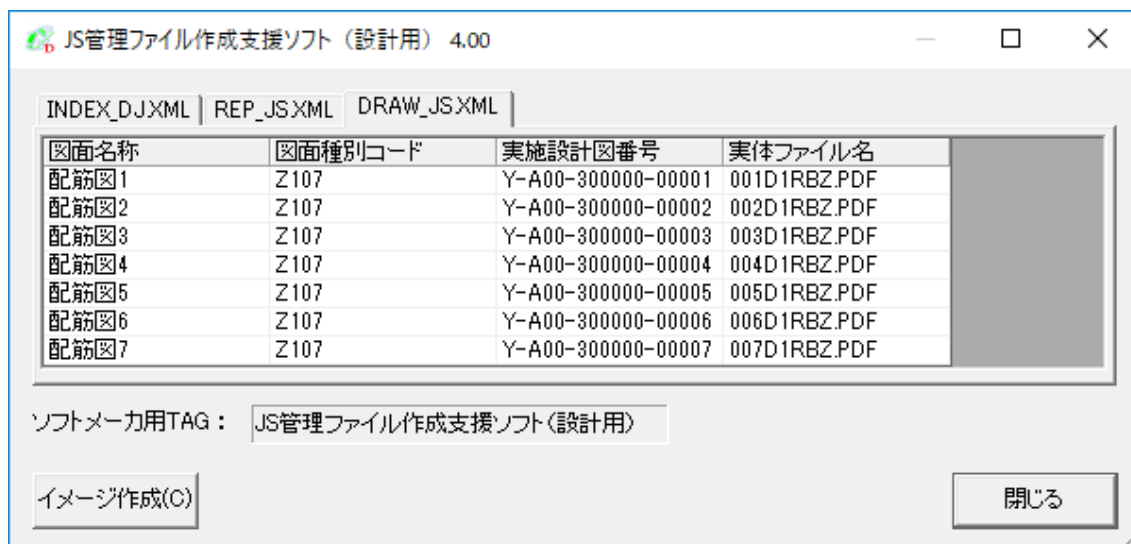 JS管理ファイル作成支援ソフト（設計用） 4.00
INDEX_DJ.XML REP_JS.XML DRAW_JS.XML
図面名称 図面種別コード 実施設計図番号 実体ファイル名
配筋図1 Z107 Y-A00-300000-00001 001D1RBZ.PDF
配筋図2 Z107 Y-A00-300000-00002 002D1RBZ.PDF
配筋図3 Z107 Y-A00-300000-00003 003D1RBZ.PDF
配筋図4 Z107 Y-A00-300000-00004 004D1RBZ.PDF
配筋図5 Z107 Y-A00-300000-00005 005D1RBZ.PDF
配筋図6 Z107 Y-A00-300000-00006 006D1RBZ.PDF
配筋図7 Z107 Y-A00-300000-00007 007D1RBZ.PDF
ソフトメーカ用TAG： JS管理ファイル作成支援ソフト(設計用)
イメージ作成(C) 閉じる